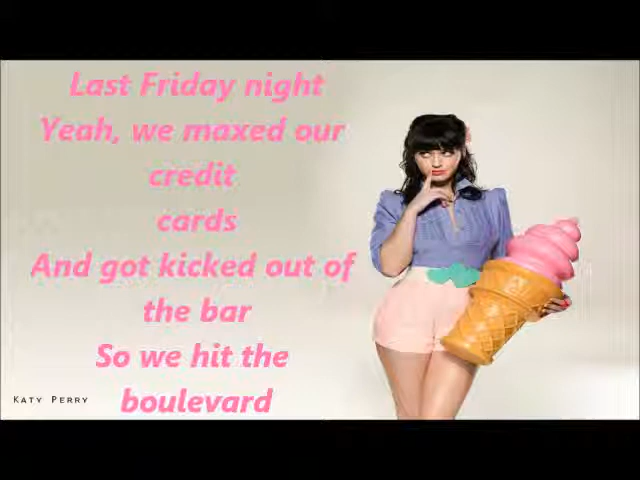 Last Friday night
Yeah, we maxed our
credit
cards
And got kicked out of
the bar
So we hit the
boulevard
KATY PERRY